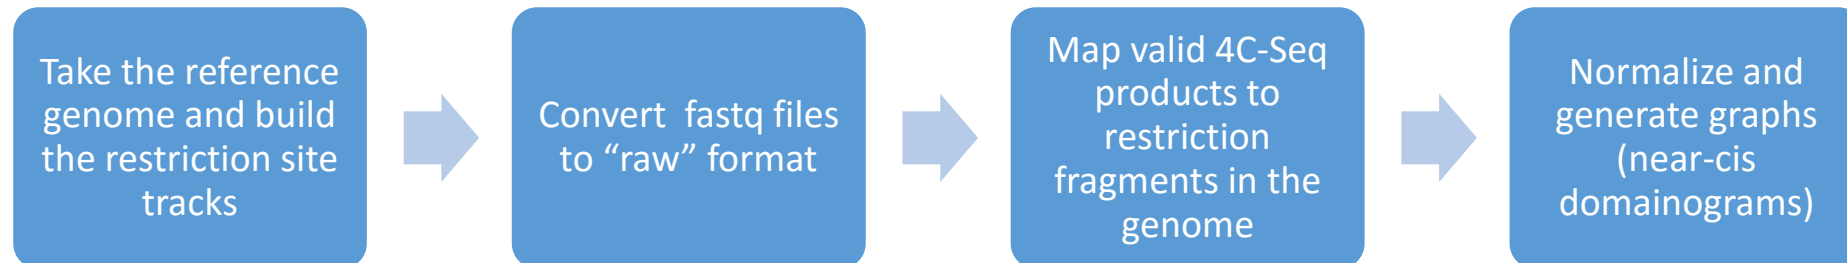 Take the reference
genome and build
the restriction site
tracks
Convert  fastq files
to “raw” format
Map valid 4C-Seq
products to
restriction
fragments in the
genome
Normalize and
generate graphs
(near-cis
domainograms)